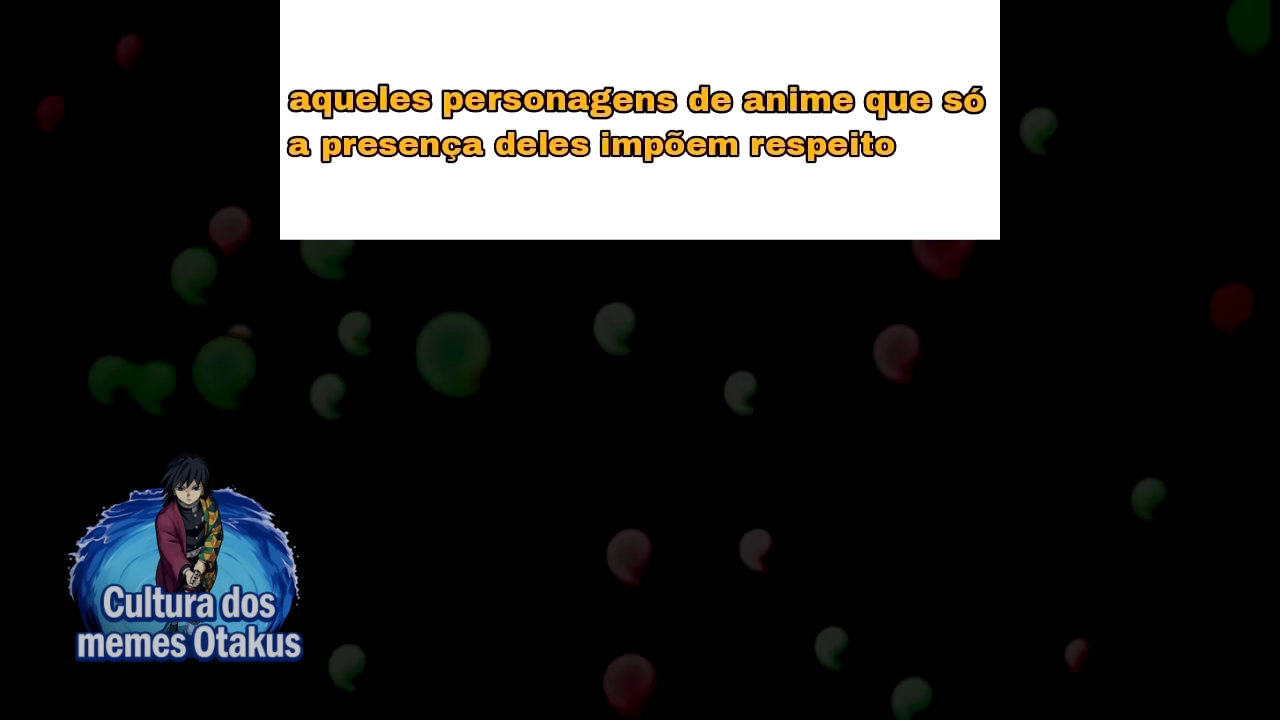 aqueles personagens de anime que só
a presença deles impõem respeito
Cultura dos
memes Otakus